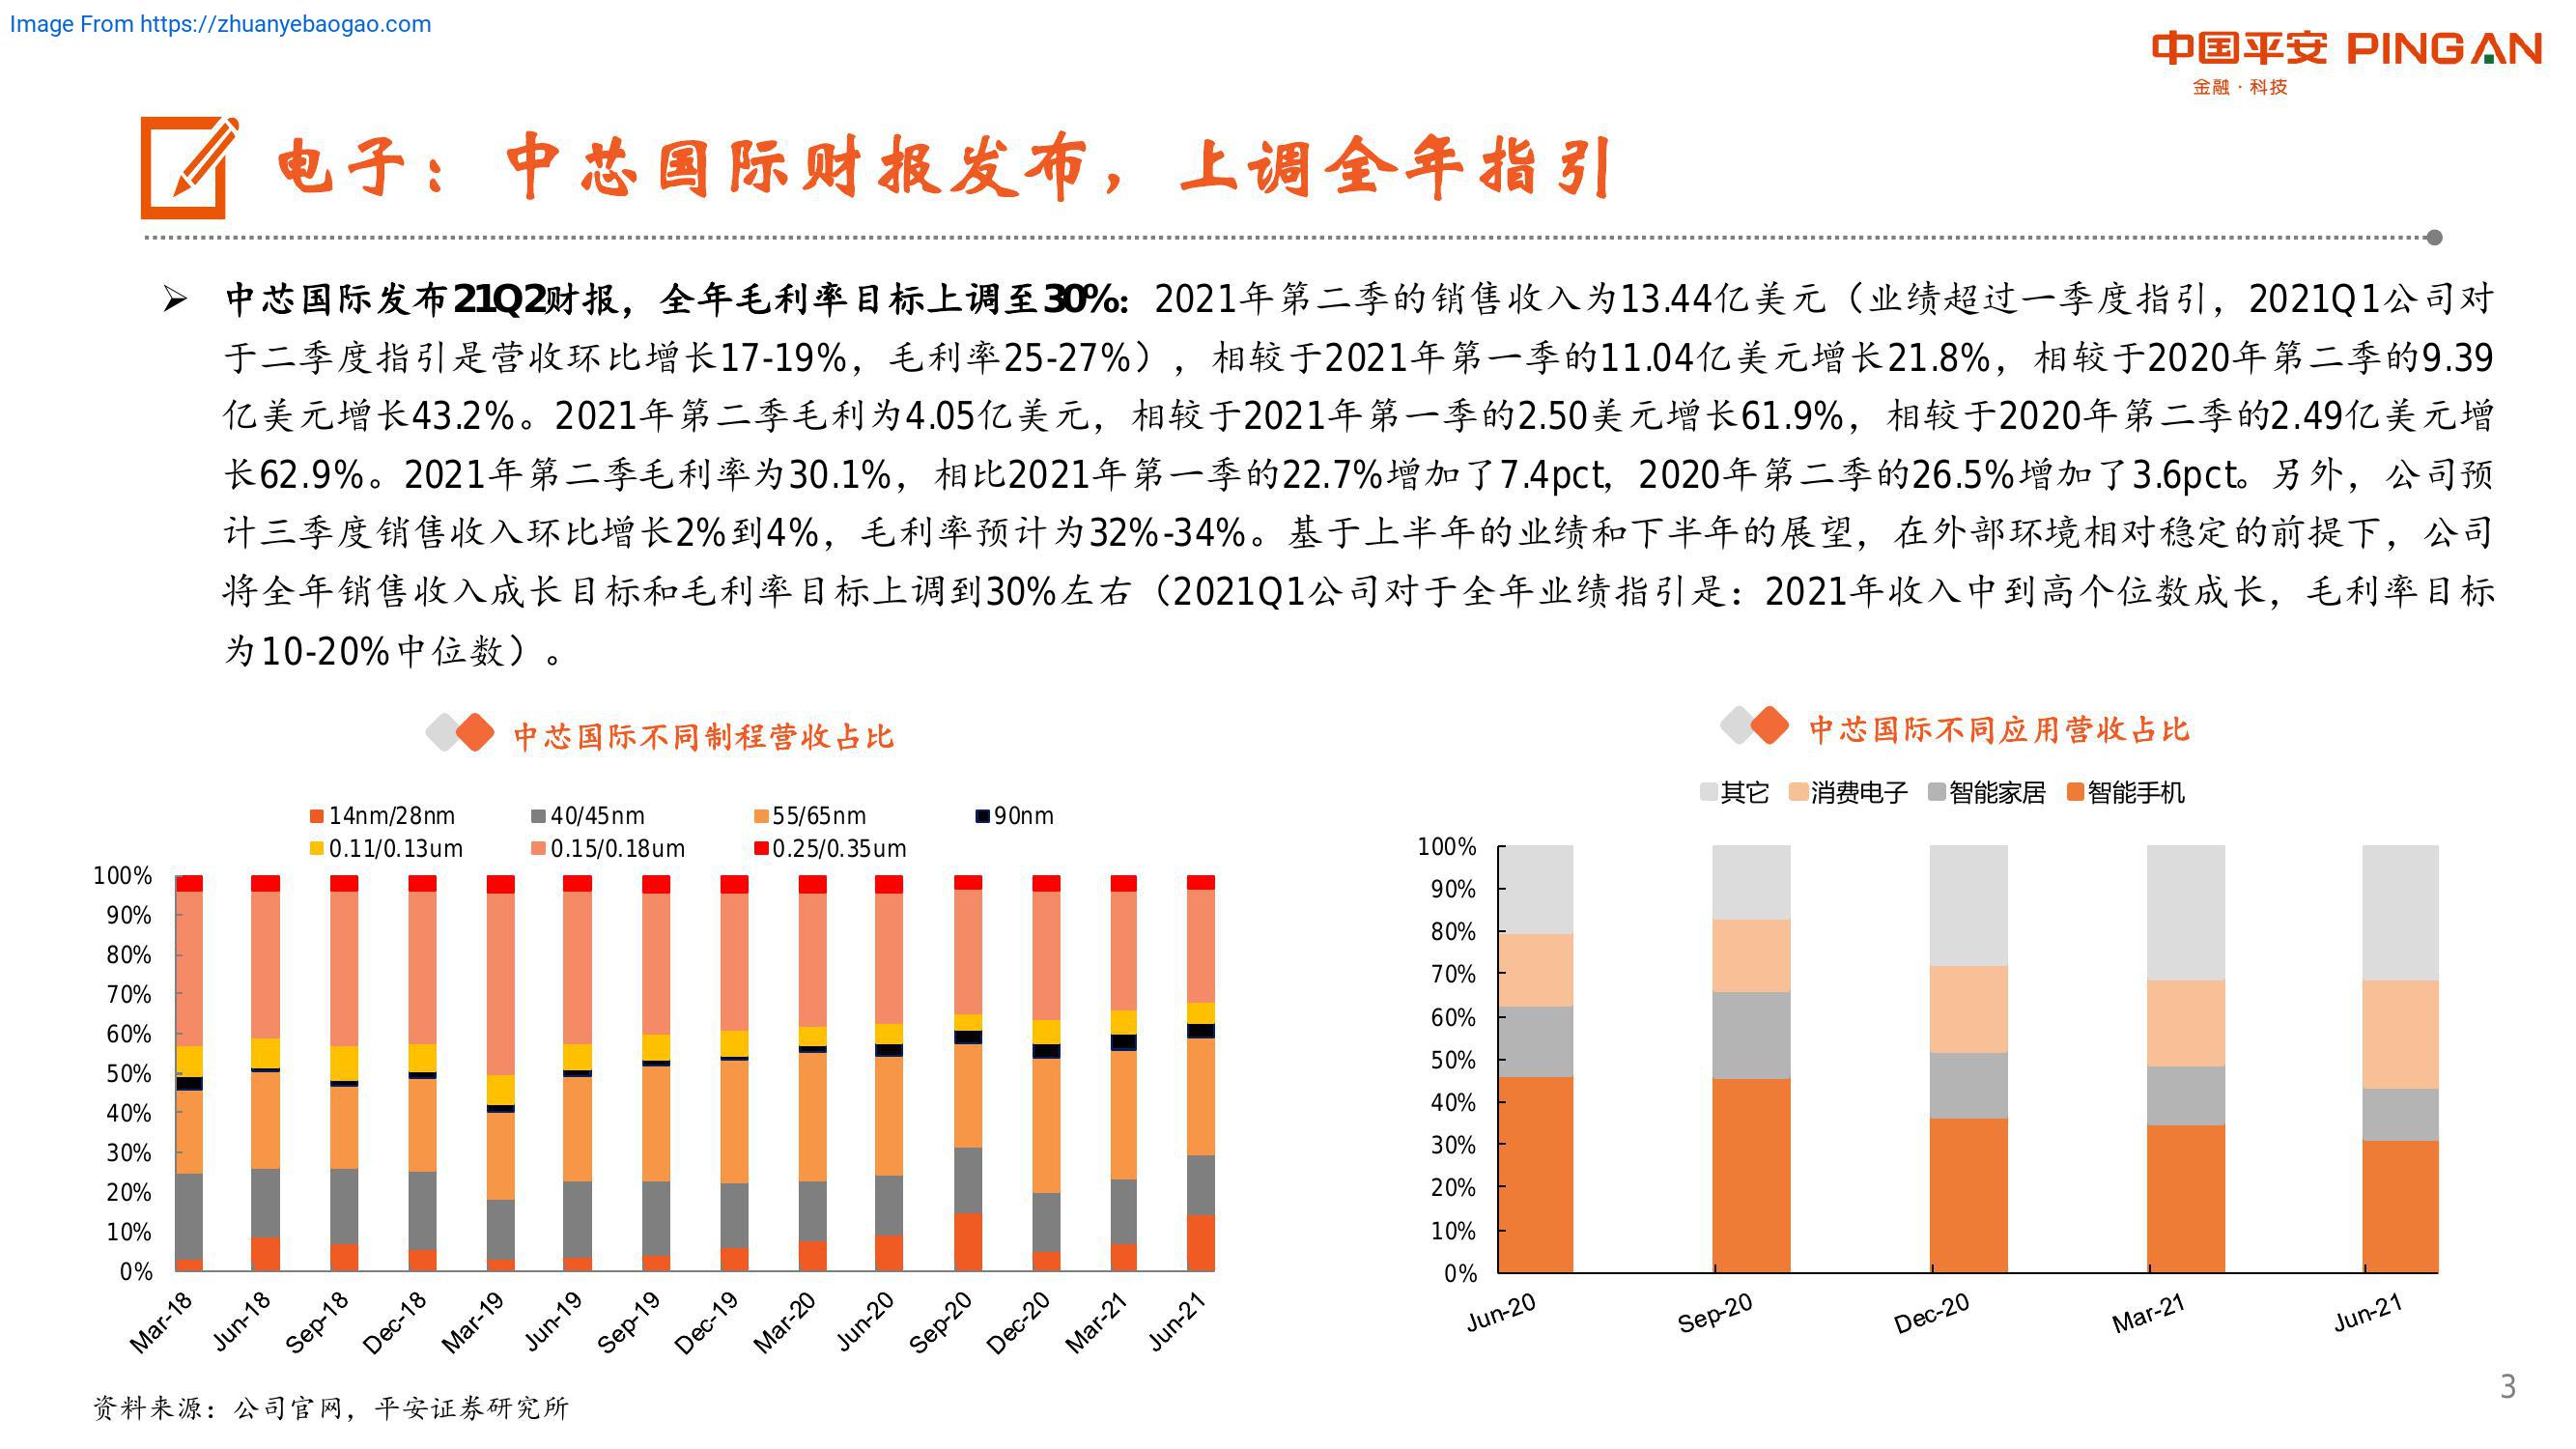 Image From https://zhuanyebaogao.com
中国平安 PINGAN
金融·科技
电子：中芯国际财报发布，上调全年指引
➢ 中芯国际发布21Q2财报，全年毛利率目标上调至30%：2021年第二季的销售收入为13.44亿美元（业绩超过一季度指引，2021Q1公司对
于二季度指引是营收环比增长17-19%，毛利率25-27%），相较于2021年第一季的11.04亿美元增长21.8%，相较于2020年第二季的9.39
亿美元增长43.2%。2021年第二季毛利为4.05亿美元，相较于2021年第一季的2.50美元增长61.9%，相较于2020年第二季的2.49亿美元增
长62.9%。2021年第二季毛利率为30.1%，相比2021年第一季的22.7%增加了7.4pct，2020年第二季的26.5%增加了3.6pct。另外，公司预
计三季度销售收入环比增长2%到4%，毛利率预计为32%-34%。基于上半年的业绩和下半年的展望，在外部环境相对稳定的前提下，公司
将全年销售收入成长目标和毛利率目标上调到30%左右（2021Q1公司对于全年业绩指引是：2021年收入中到高个位数成长，毛利率目标
为10-20%中位数）。
中芯国际不同制程营收占比
14nm/28nm 40/45nm 55/65nm 90nm
0.11/0.13um 0.15/0.18um 0.25/0.35um
100%
90%
80%
70%
60%
50%
40%
30%
20%
10%
0%
Mar-18 Jun-18 Sep-18 Dec-18 Mar-19 Jun-19 Sep-19 Dec-19 Mar-20 Jun-20 Sep-20 Dec-20 Mar-21 Jun-21
中芯国际不同应用营收占比
其它 消费电子 智能家居 智能手机
100%
90%
80%
70%
60%
50%
40%
30%
20%
10%
0%
Jun-20 Sep-20 Dec-20 Mar-21 Jun-21
资料来源：公司官网，平安证券研究所
3